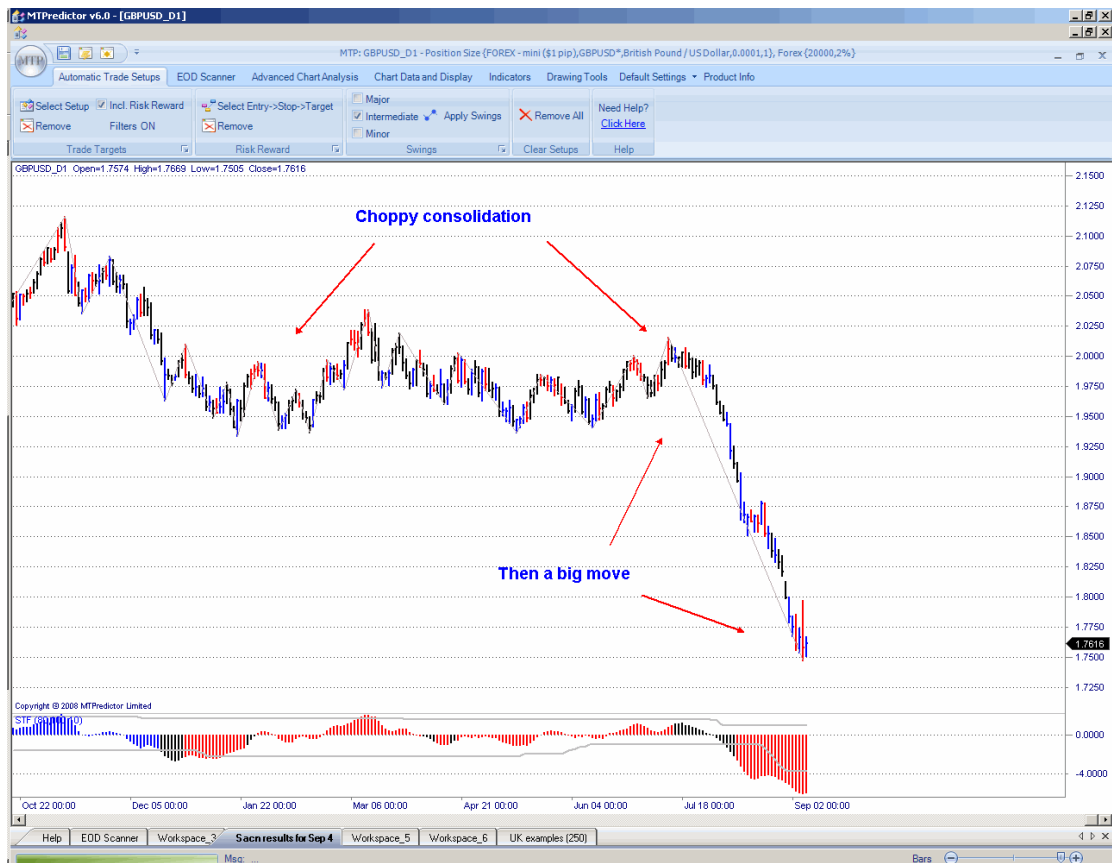 MTPredictor v6.0 - [GBPUSD_D1]
MTP
MTP: GBPUSD_D1 - Position Size {FOREX - mini ($1 pip),GBPUSD*,British Pound / US Dollar,0.0001,1}, Forex {20000,2%}
Automatic Trade Setups EOD Scanner Advanced Chart Analysis Chart Data and Display Indicators Drawing Tools Default Settings Product Info
Select Setup Incl. Risk Reward
Remove Filters ON
Trade Targets
Select Entry->Stop->Target
Remove
Risk Reward
Major
Intermediate Apply Swings
Minor
Swings
Remove All
Clear Setups
Need Help?
Click Here
Help
GBPUSD_D1 Open=1.7574 High=1.7669 Low=1.7505 Close=1.7616
Choppy consolidation
Then a big move
2.1500
2.1250
2.1000
2.0750
2.0500
2.0250
2.0000
1.9750
1.9500
1.9250
1.9000
1.8750
1.8500
1.8250
1.8000
1.7750
1.7616
1.7500
1.7250
Copyright @ 2008 MTPredictor Limited
0.0000
-4.0000
Oct 22 00:00 Dec 05 00:00 Jan 22 00:00 Mar 06 00:00 Apr 21 00:00 Jun 04 00:00 Jul 18 00:00 Sep 02 00:00
Help EOD Scanner Workspace_3 Sacn results for Sep 4 Workspace_5 Workspace_6 UK examples (250)
Msg: ...
Bars